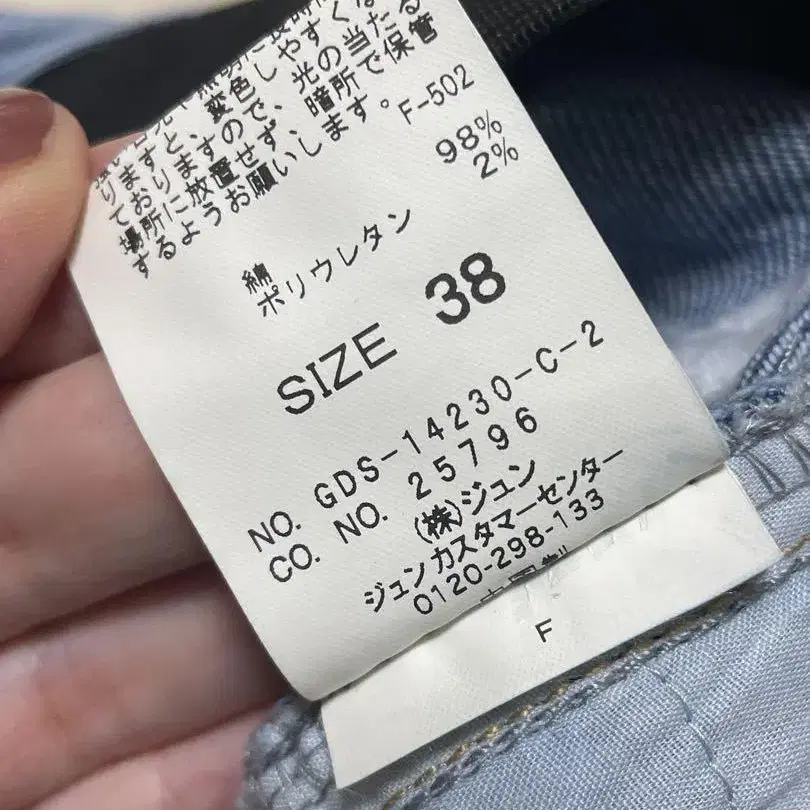 りますと、変色しやすくな
ておりますので、光の当たる
場所に放置せず、暗所で保管
するようお願いします。
F-502
綿 98%
ポリウレタン 2%
SIZE 38
NO. GDS-14230-C-2
CO. NO. 25796
(株)ジュン
ジュンカスタマーセンター
0120-298-133
F